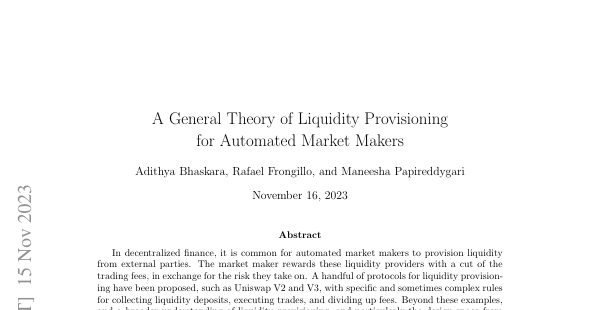 A General Theory of Liquidity Provisioning
for Automated Market Makers
Adithya Bhaskara, Rafael Frongillo, and Maneesha Papireddygari
November 16, 2023
Abstract
In decentralized finance, it is common for automated market makers to provision liquidity
from external parties. The market maker rewards these liquidity providers with a cut of the
trading fees, in exchange for the risk they take on. A handful of protocols for liquidity provision-
ing have been proposed, such as Uniswap V2 and V3, with specific and sometimes complex rules
for collecting liquidity deposits, executing trades, and dividing up fees. Beyond these examples,
T] 15 Nov 2023